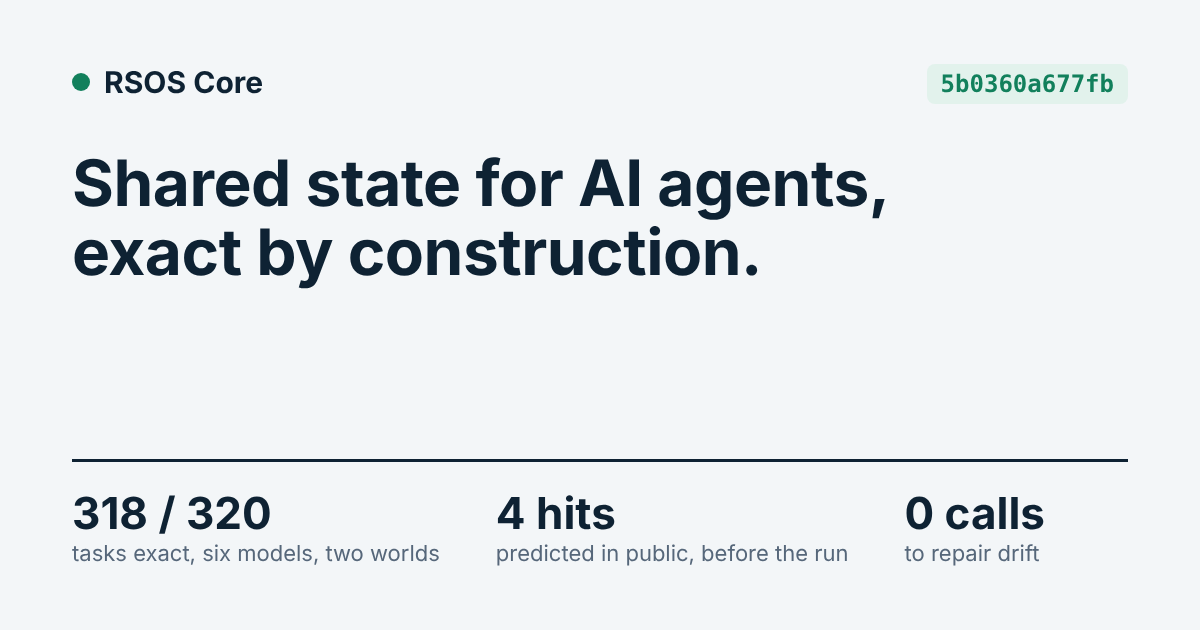 RSOS Core
5b0360a677fb
Shared state for AI agents,
exact by construction.
318 / 320
tasks exact, six models, two worlds
4 hits
predicted in public, before the run
0 calls
to repair drift